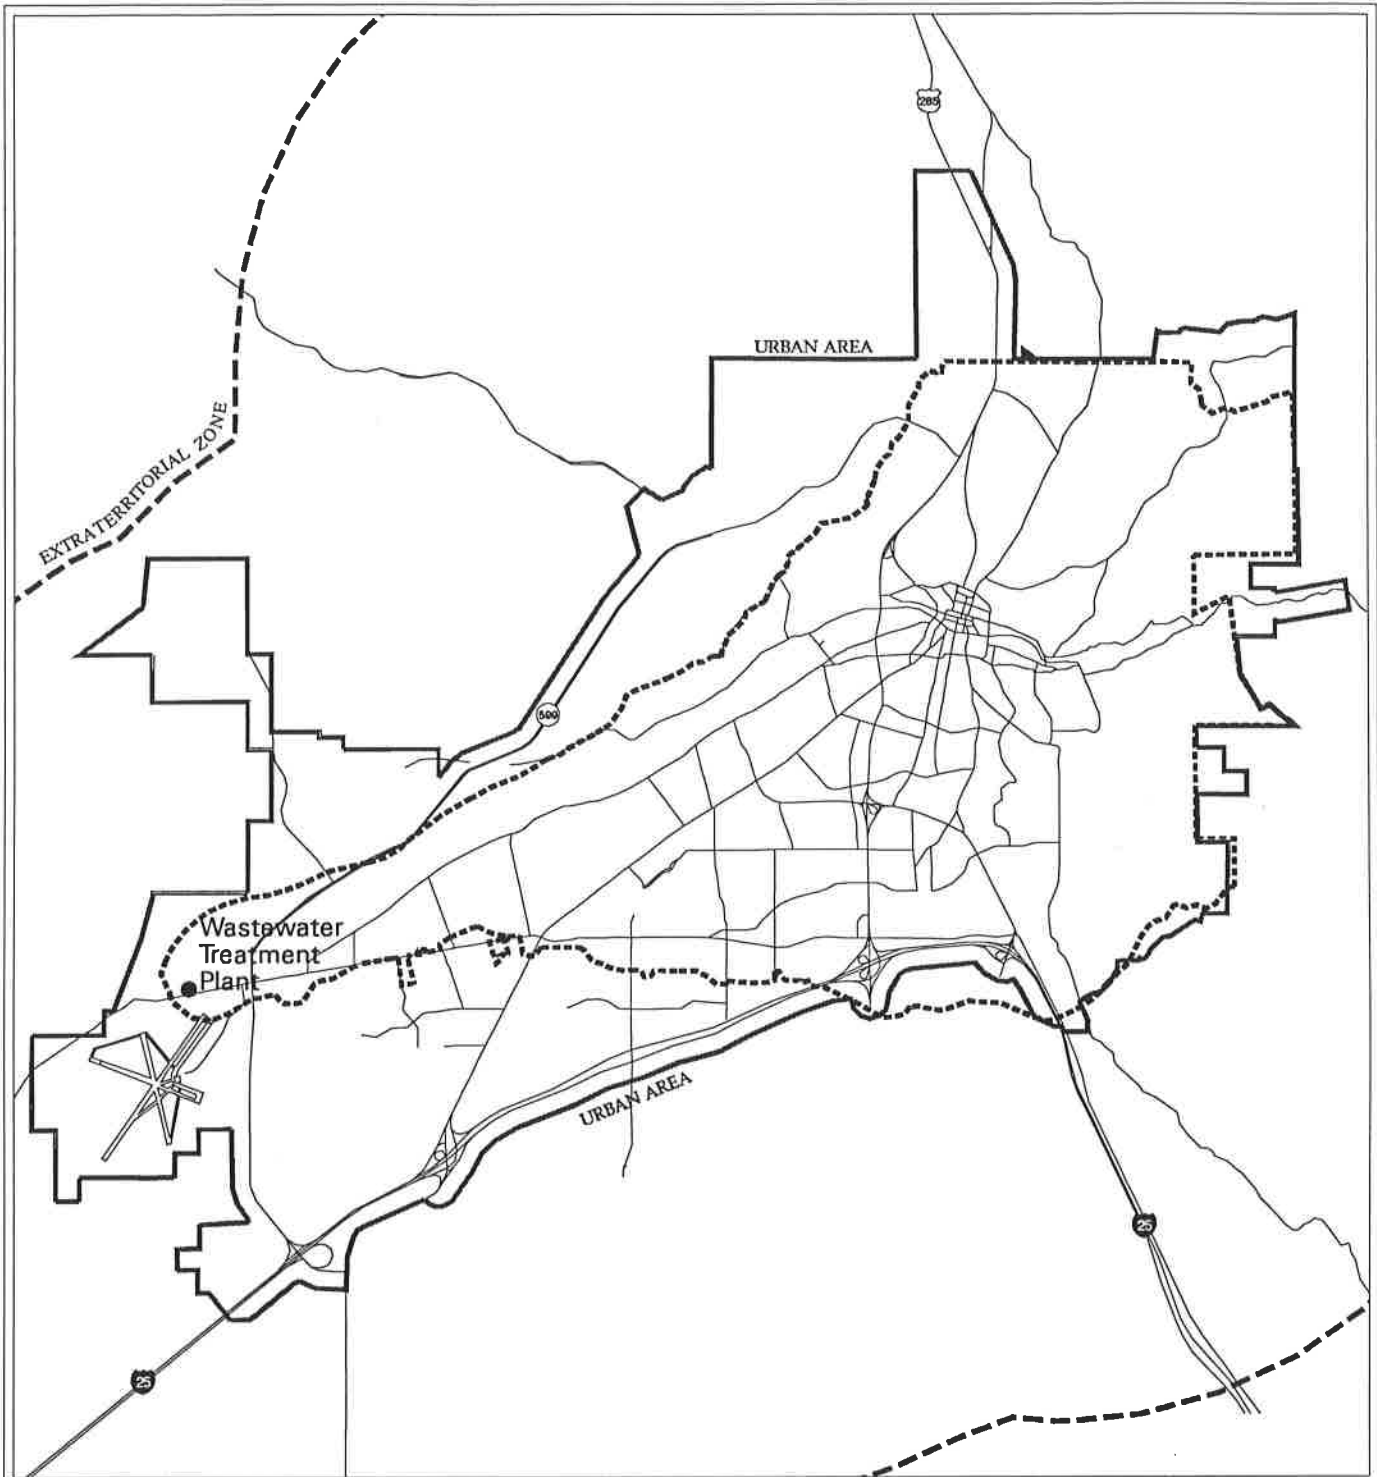 285
URBAN AREA
EXTRATERRITORIAL ZONE
599
Wastewater
Treatment
Plant
URBAN AREA
25
25